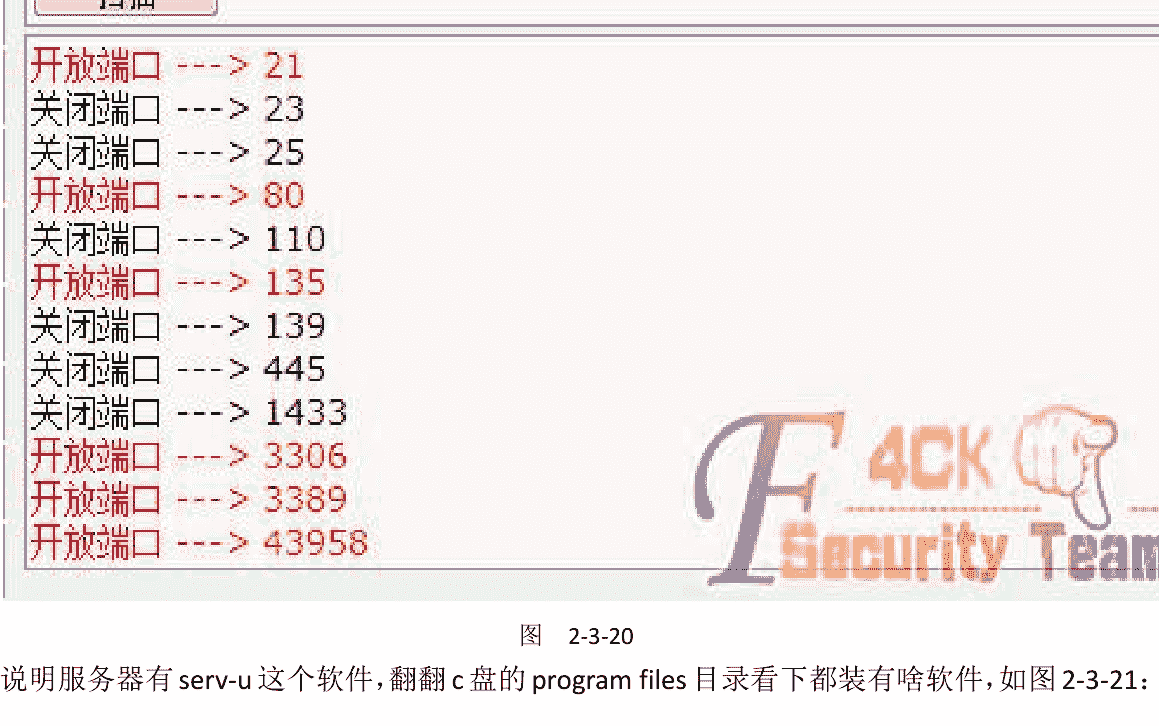 扫描
开放端口 ---> 21
关闭端口 ---> 23
关闭端口 ---> 25
开放端口 ---> 80
关闭端口 ---> 110
开放端口 ---> 135
关闭端口 ---> 139
关闭端口 ---> 445
关闭端口 ---> 1433
开放端口 ---> 3306
开放端口 ---> 3389
开放端口 ---> 43958
F4CK
Security Team
图 2-3-20
说明服务器有 serv-u 这个软件,翻翻 c 盘的 program files 目录看下都装有啥软件,如图 2-3-21: